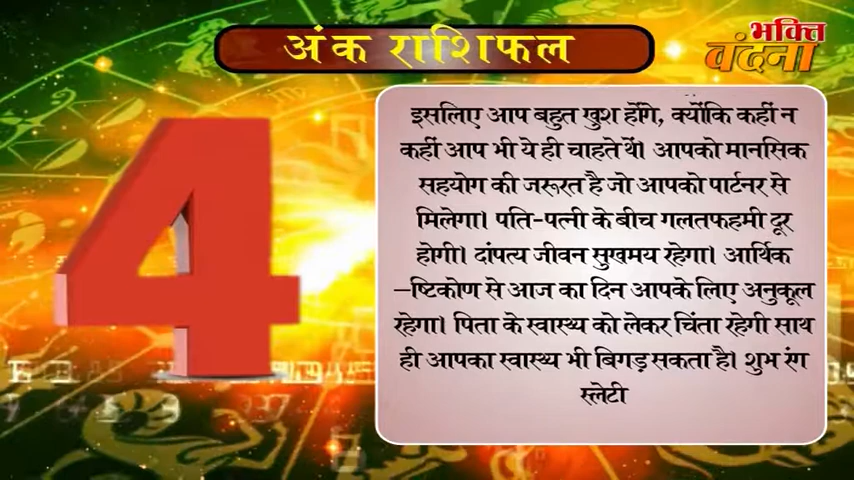 अंक राशिफल
भक्ति
वंदना
4
इसलिए आप बहुत खुश होंगे, क्योंकि कहीं न
कहीं आप भी ये ही चाहते थें। आपको मानसिक
सहयोग की जरूरत है जो आपको पार्टनर से
मिलेगा। पति-पत्नी के बीच गलतफहमी दूर
होगी। दांपत्य जीवन सुखमय रहेगा। आर्थिक
–ष्टिकोण से आज का दिन आपके लिए अनुकूल
रहेगा। पिता के स्वास्थ्य को लेकर चिंता रहेगी साथ
ही आपका स्वास्थ्य भी बिगड़ सकता है। शुभ रंग
स्लेटी